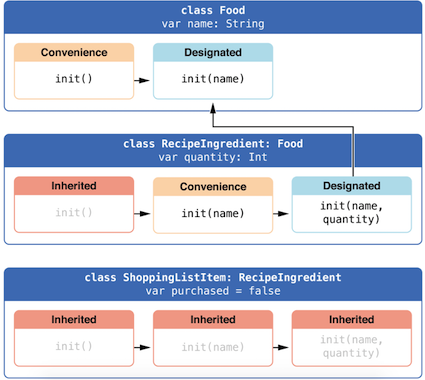 class Food
var name: String
Convenience
Designated
init()
init(name)
class RecipeIngredient: Food
var quantity: Int
Inherited
Convenience
Designated
init()
init(name)
init(name,
quantity)
class ShoppingListItem: RecipeIngredient
var purchased = false
Inherited
Inherited
Inherited
init()
init(name)
init(name,
quantity)